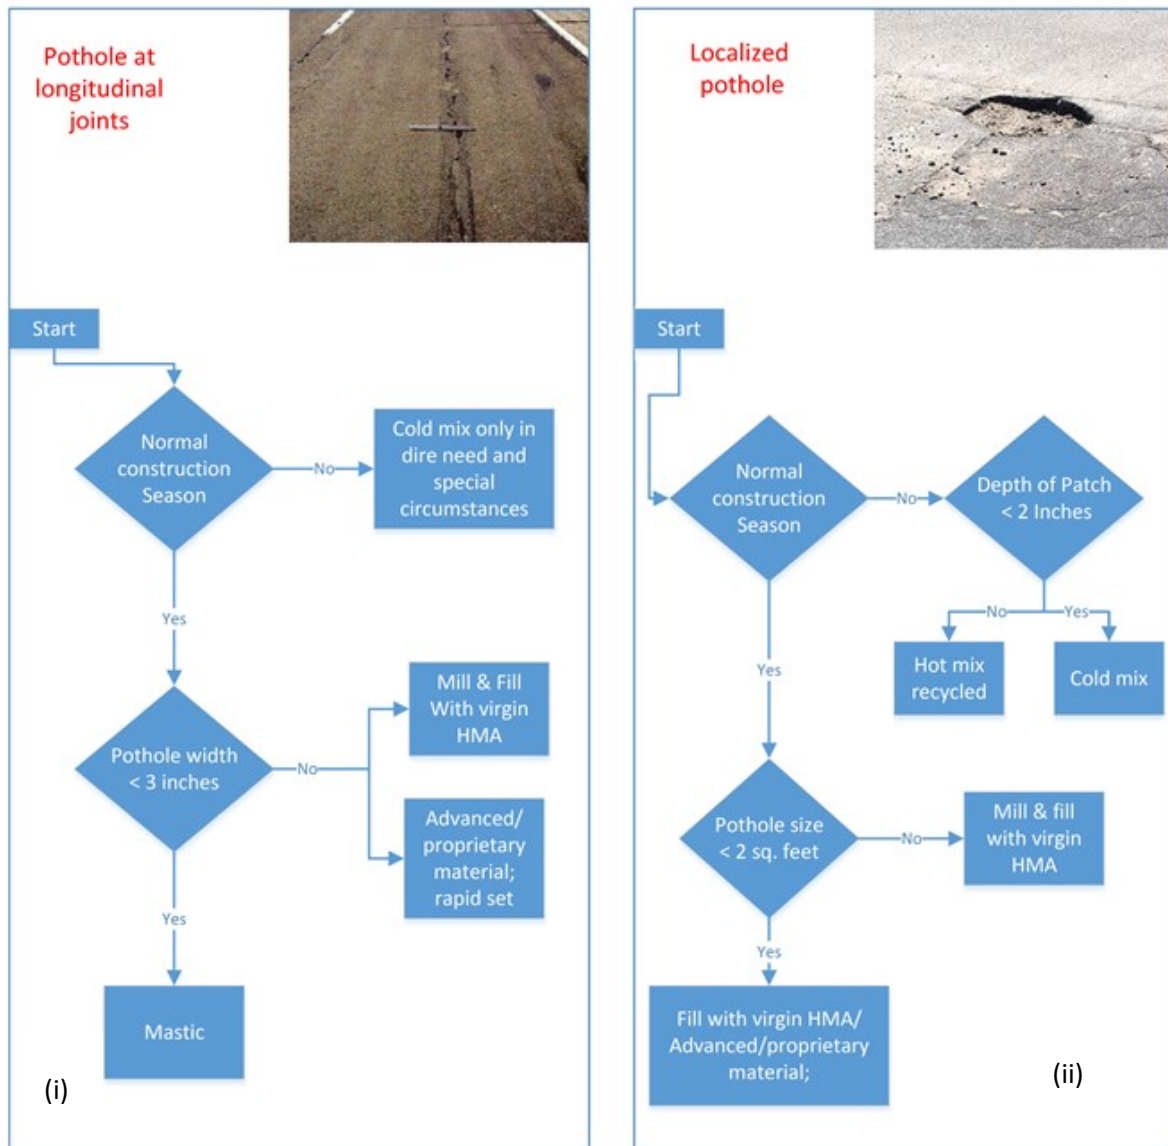 Pothole at
longitudinal
joints
Start
Normal
construction
Season
No
Cold mix only in
dire need and
special
circumstances
Yes
Pothole width
< 3 inches
No
Mill & Fill
With virgin
HMA
Advanced/
proprietary
material;
rapid set
Yes
Mastic
(i)
Localized
pothole
Start
Normal
construction
Season
No
Depth of Patch
< 2 Inches
No
Yes
Hot mix
recycled
Cold mix
Yes
Pothole size
< 2 sq. feet
No
Mill & fill
with virgin
HMA
Yes
Fill with virgin HMA/
Advanced/proprietary
material;
(ii)